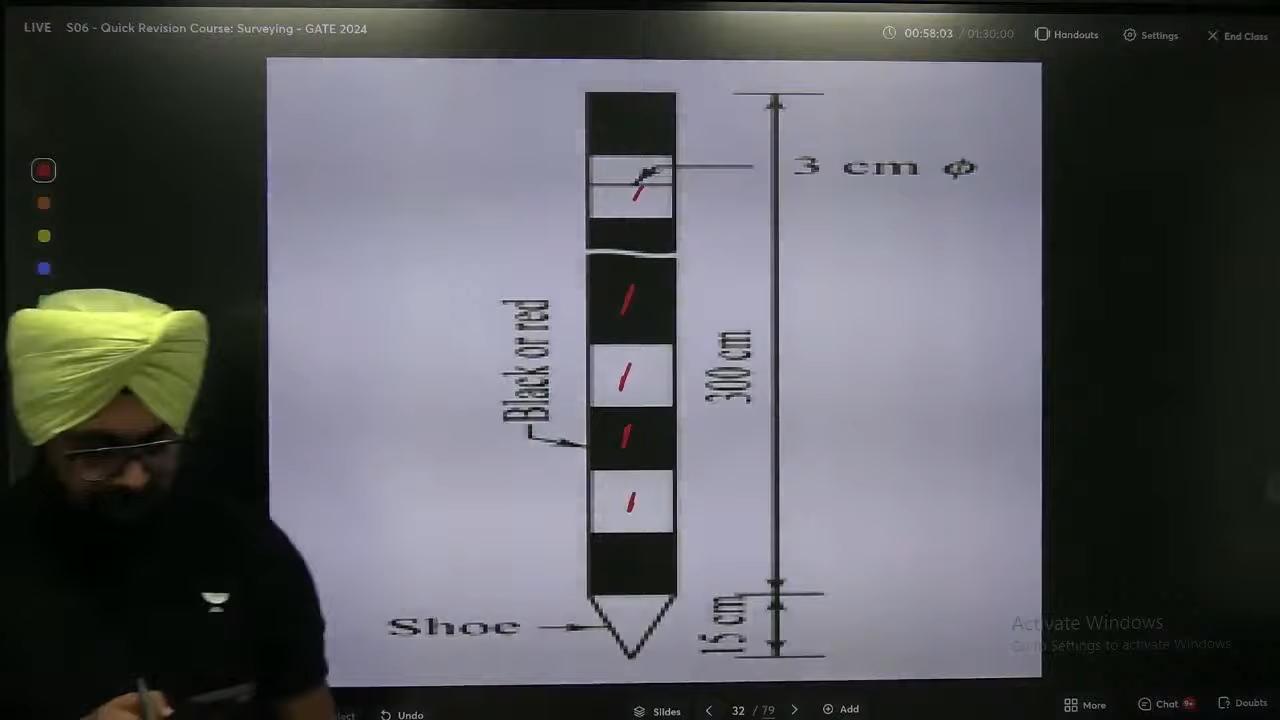 LIVE S06 - Quick Revision Course: Surveying - GATE 2024
00:58:03 / 01:30:00
Handouts
Settings
End Class
3 cm ϕ
Black or red
300 cm
Shoe
15 cm
Activate Windows
Go to Settings to activate Windows.
Undo
Slides
32 / 79
Add
More
Chat 9+
Doubts